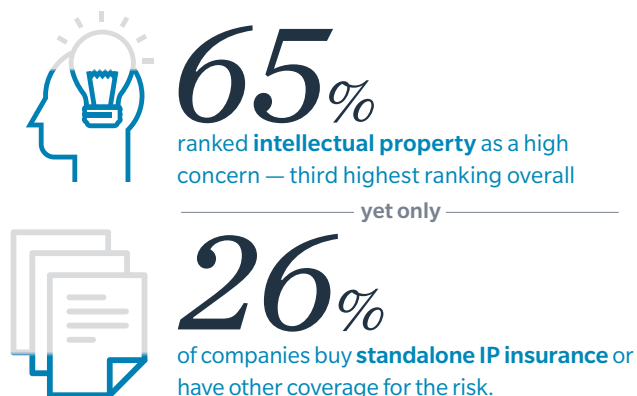 65%
ranked intellectual property as a high
concern — third highest ranking overall
yet only
26%
of companies buy standalone IP insurance or
have other coverage for the risk.